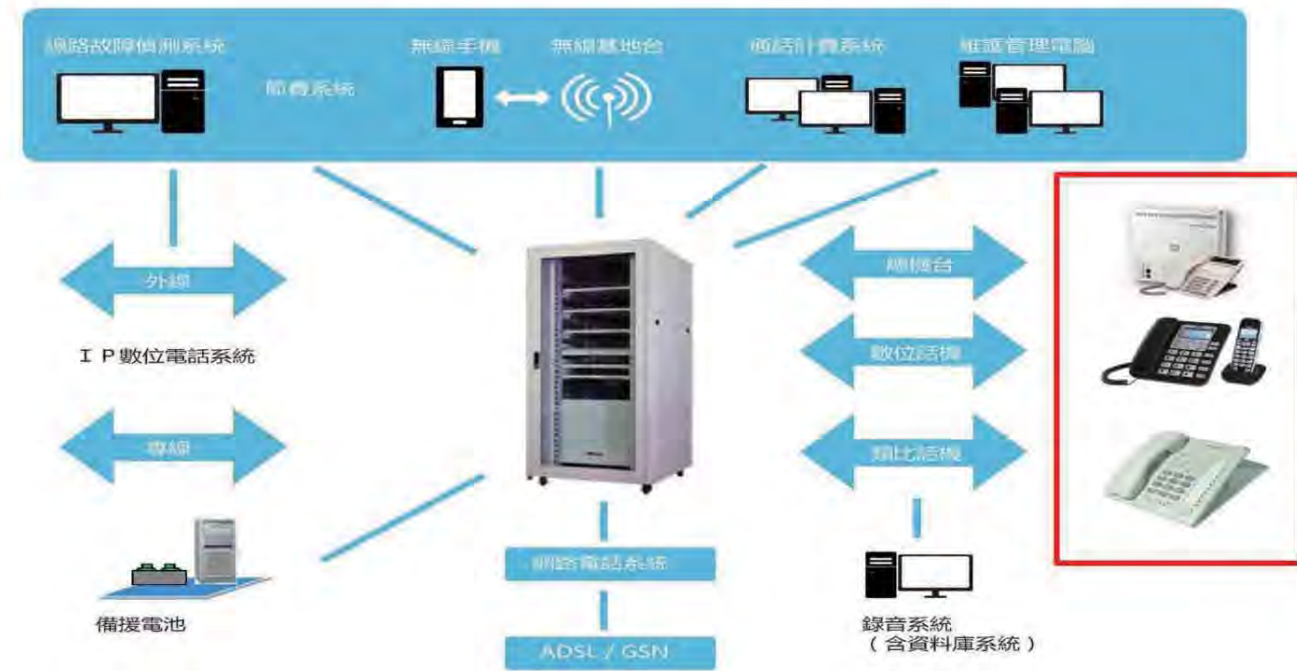 網路故障偵測系統
節費系統
無線手機
無線基地台
通話計費系統
維護管理電腦
外線
總機台
數位話機
ＩＰ數位電話系統
專線
類比話機
網路電話系統
備援電池
錄音系統
（含資料庫系統）
ADSL / GSN